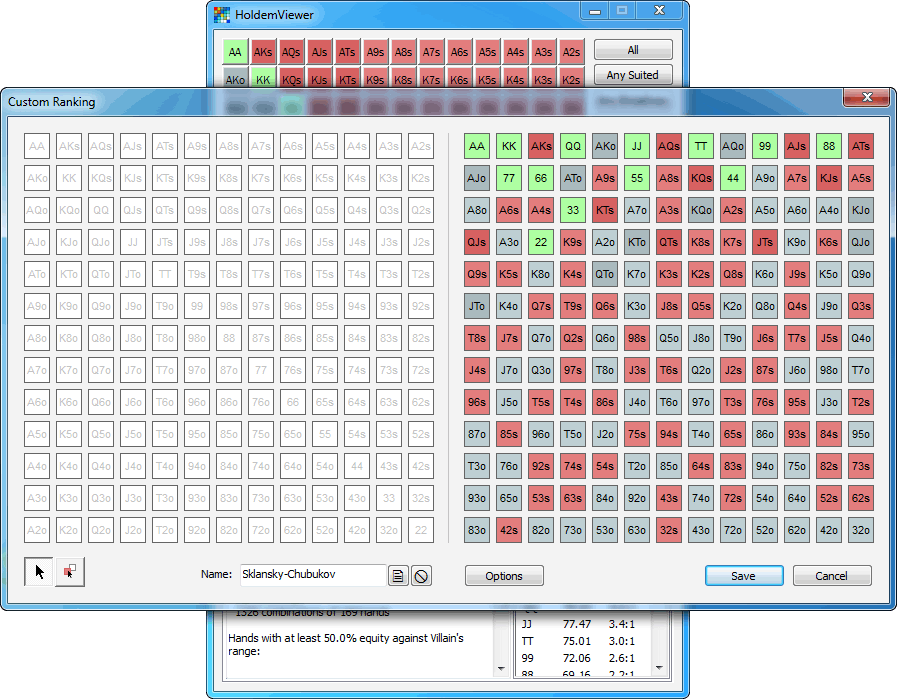 HoldemViewer
AA AKs AQs AJs ATs A9s A8s A7s A6s A5s A4s A3s A2s All
AKo KK KQs KJs KTs K9s K8s K7s K6s K5s K4s K3s K2s Any Suited
Custom Ranking
AA AKs AQs AJs ATs A9s A8s A7s A6s A5s A4s A3s A2s AA KK AKs QQ AKo JJ AQs TT AQo 99 AJs 88 ATs
AKo KK KQs KJs KTs K9s K8s K7s K6s K5s K4s K3s K2s AJo 77 66 ATo A9s 55 A8s KQs 44 A9o A7s KJs A5s
AQo KQo QQ QJs QTs Q9s Q8s Q7s Q6s Q5s Q4s Q3s Q2s A8o A6s A4s 33 KTs A7o A3s KQo A2s A5o A6o A4o KJo
AJo KJo QJo JJ JTs J9s J8s J7s J6s J5s J4s J3s J2s QJs A3o 22 K9s A2o KTo QTs K8s K7s JTs K9o K6s QJo
ATo KTo QTo JTo TT T9s T8s T7s T6s T5s T4s T3s T2s Q9s K5s K8o K4s QTo K7o K3s K2s Q8s K6o J9s K5o Q9o
A9o K9o Q9o J9o T9o 99 98s 97s 96s 95s 94s 93s 92s JTo K4o Q7s T9s Q6s K3o J8s Q5s K2o Q8o Q4s J9o Q3s
A8o K8o Q8o J8o T8o 98o 88 87s 86s 85s 84s 83s 82s T8s J7s Q7o Q2s Q6o 98s Q5o J8o T9o J6s T7s J5s Q4o
A7o K7o Q7o J7o T7o 97o 87o 77 76s 75s 74s 73s 72s J4s J7o Q3o 97s T8o J3s T6s Q2o J2s 87s J6o 98o T7o
A6o K6o Q6o J6o T6o 96o 86o 76o 66 65s 64s 63s 62s 96s J5o T5s T4s 86s J4o T6o 97o T3s 76s 95s J3o T2s
A5o K5o Q5o J5o T5o 95o 85o 75o 65o 55 54s 53s 52s 87o 85s 96o T5o J2o 75s 94s T4o 65s 86o 93s 84s 95o
A4o K4o Q4o J4o T4o 94o 84o 74o 64o 54o 44 43s 42s T3o 76o 92s 74s 54s T2o 85o 64s 83s 94o 75o 82s 73s
A3o K3o Q3o J3o T3o 93o 83o 73o 63o 53o 43o 33 32s 93o 65o 53s 63s 84o 92o 43s 74o 72s 54o 64o 52s 62s
A2o K2o Q2o J2o T2o 92o 82o 72o 62o 52o 42o 32o 22 83o 42s 82o 73o 53o 63o 32s 43o 72o 52o 62o 42o 32o
Name: Sklansky-Chubukov Options Save Cancel
1326 combinations of 169 hands
JJ 77.47 3.4:1
Hands with at least 50.0% equity against Villain's
range:
TT 75.01 3.0:1
99 72.06 2.6:1
88 69.16 2.2:1